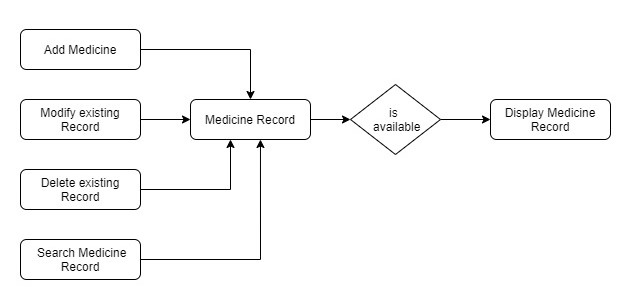 Add Medicine
Modify existing
Record
Medicine Record
is
available
Display Medicine
Record
Delete existing
Record
Search Medicine
Record